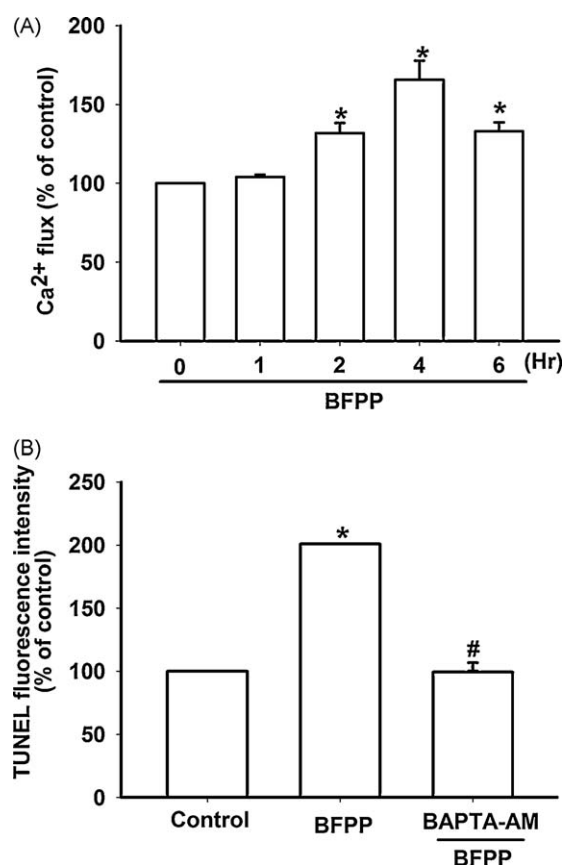 (A)
Ca2+ flux (% of control)
200
150
100
50
0
*
*
*
0 1 2 4 6 (Hr)
BFPP
(B)
TUNEL fluorescence intensity
(% of control)
250
200
150
100
50
0
*
#
Control BFPP BAPTA-AM
BFPP